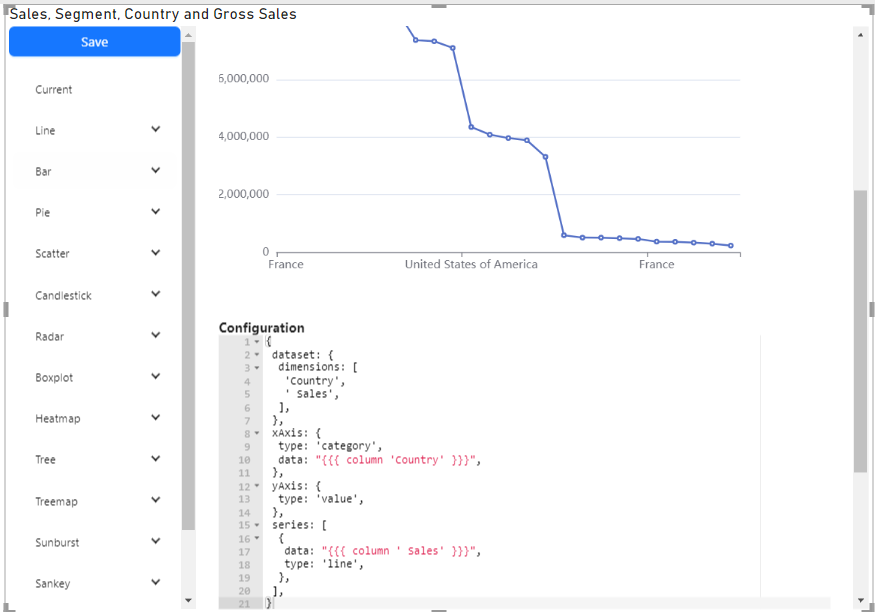 Sales, Segment, Country and Gross Sales
Save
Current
Line
Bar
Pie
Scatter
Candlestick
Radar
Boxplot
Heatmap
Tree
Treemap
Sunburst
Sankey
6,000,000
4,000,000
2,000,000
0
France United States of America France
Configuration
1 {
2 dataset: {
3 dimensions: [
4 'Country',
5 ' Sales',
6 ],
7 },
8 xAxis: {
9 type: 'category',
10 data: "{{{ column 'Country' }}}",
11 },
12 yAxis: {
13 type: 'value',
14 },
15 series: [
16 {
17 data: "{{{ column ' Sales' }}}",
18 type: 'line',
19 },
20 ],
21 }